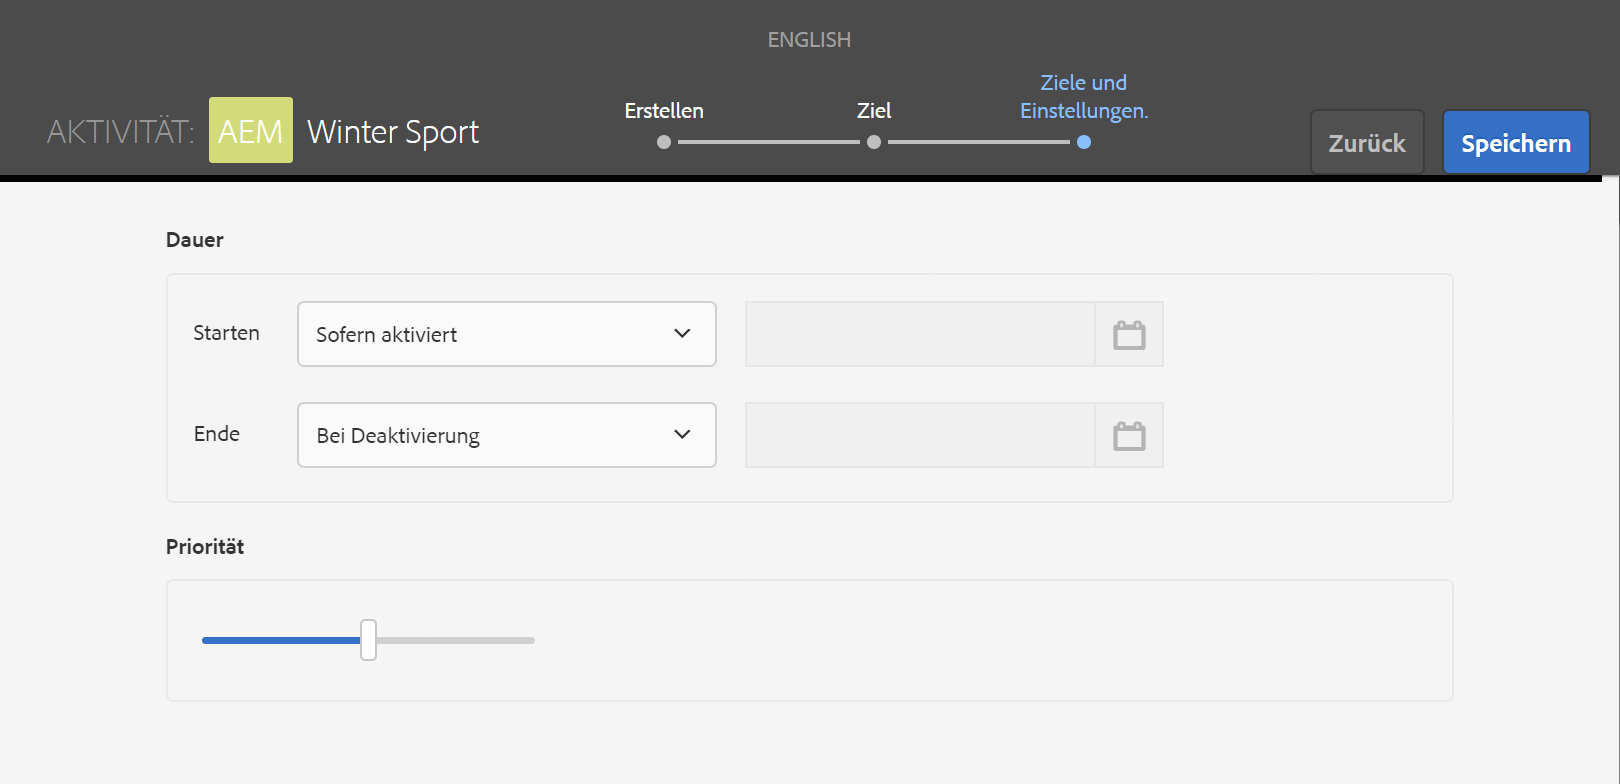 ENGLISH
AKTIVITÄT: AEM Winter Sport
Erstellen
Ziel
Ziele und
Einstellungen.
Zurück
Speichern
Dauer
Starten
Sofern aktiviert
Ende
Bei Deaktivierung
Priorität